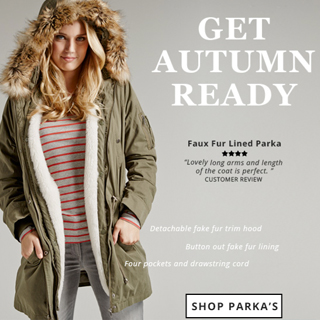 GET
AUTUMN
READY
Faux Fur Lined Parka
★★★★
“Lovely long arms and length
of the coat is perfect. ”
CUSTOMER REVIEW
Detachable fake fur trim hood
Button out fake fur lining
Four pockets and drawstring cord
SHOP PARKA'S